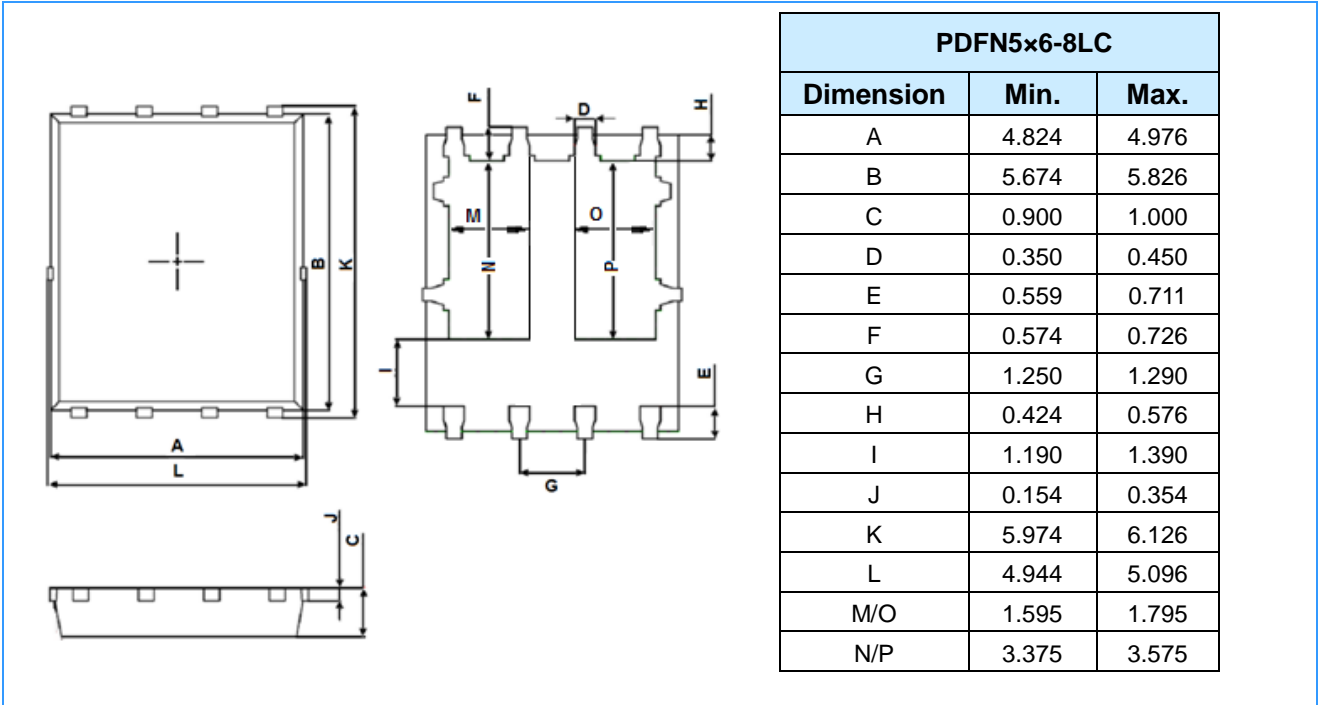 F
D
H
M
O
B
K
N
P
I
E
A
L
G
J
C
PDFN5×6-8LC
Dimension Min. Max.
A 4.824 4.976
B 5.674 5.826
C 0.900 1.000
D 0.350 0.450
E 0.559 0.711
F 0.574 0.726
G 1.250 1.290
H 0.424 0.576
I 1.190 1.390
J 0.154 0.354
K 5.974 6.126
L 4.944 5.096
M/O 1.595 1.795
N/P 3.375 3.575